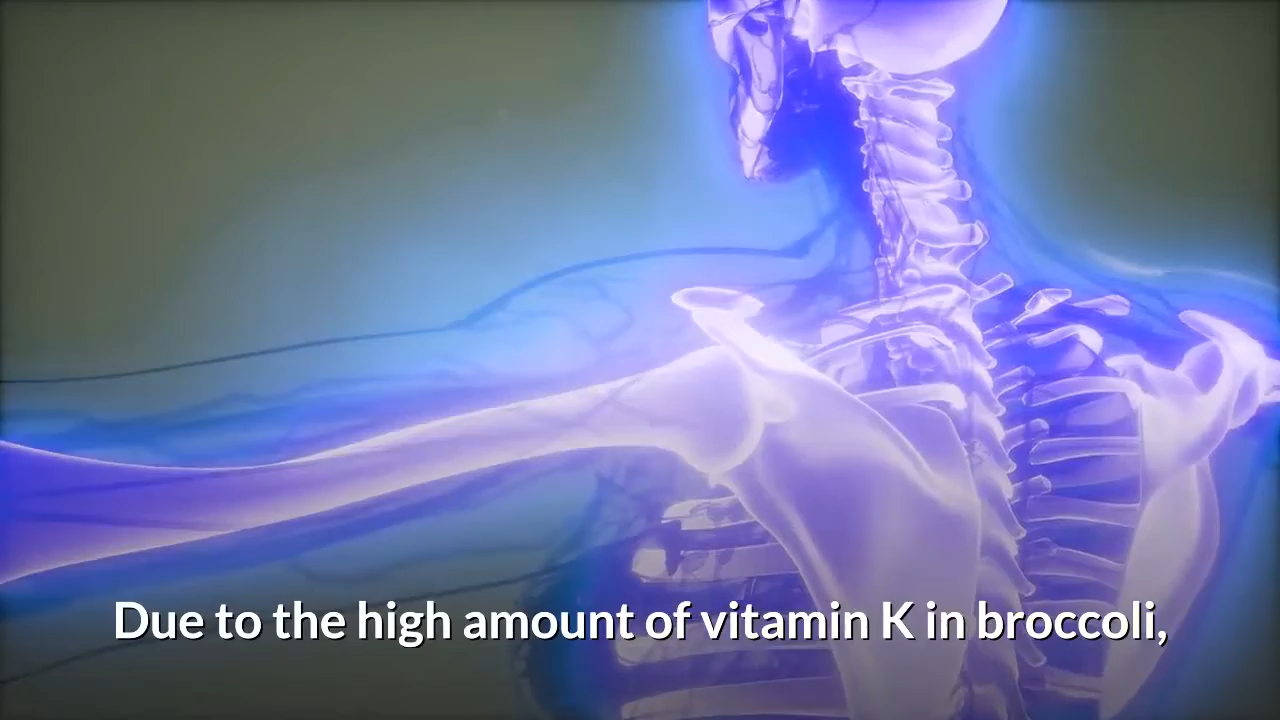 Due to the high amount of vitamin K in broccoli,